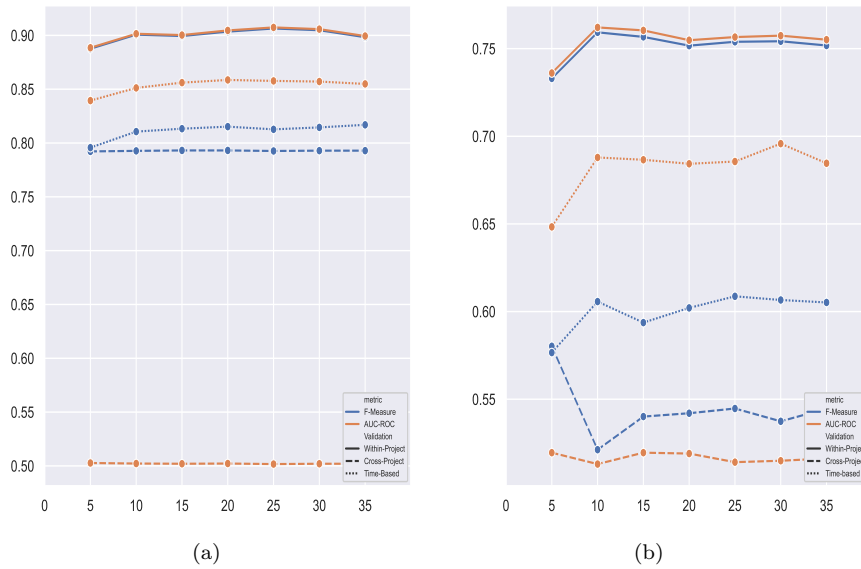 0.90
0.85
0.80
0.75
0.70
0.65
0.60
0.55
0.50
0 5 10 15 20 25 30 35
metric
F-Measure
AUC-ROC
Validation
Within-Project
Cross-Project
Time-Based
(a)
0.75
0.70
0.65
0.60
0.55
0 5 10 15 20 25 30 35
metric
F-Measure
AUC-ROC
Validation
Within-Proje
Cross-Projec
Time-based
(b)